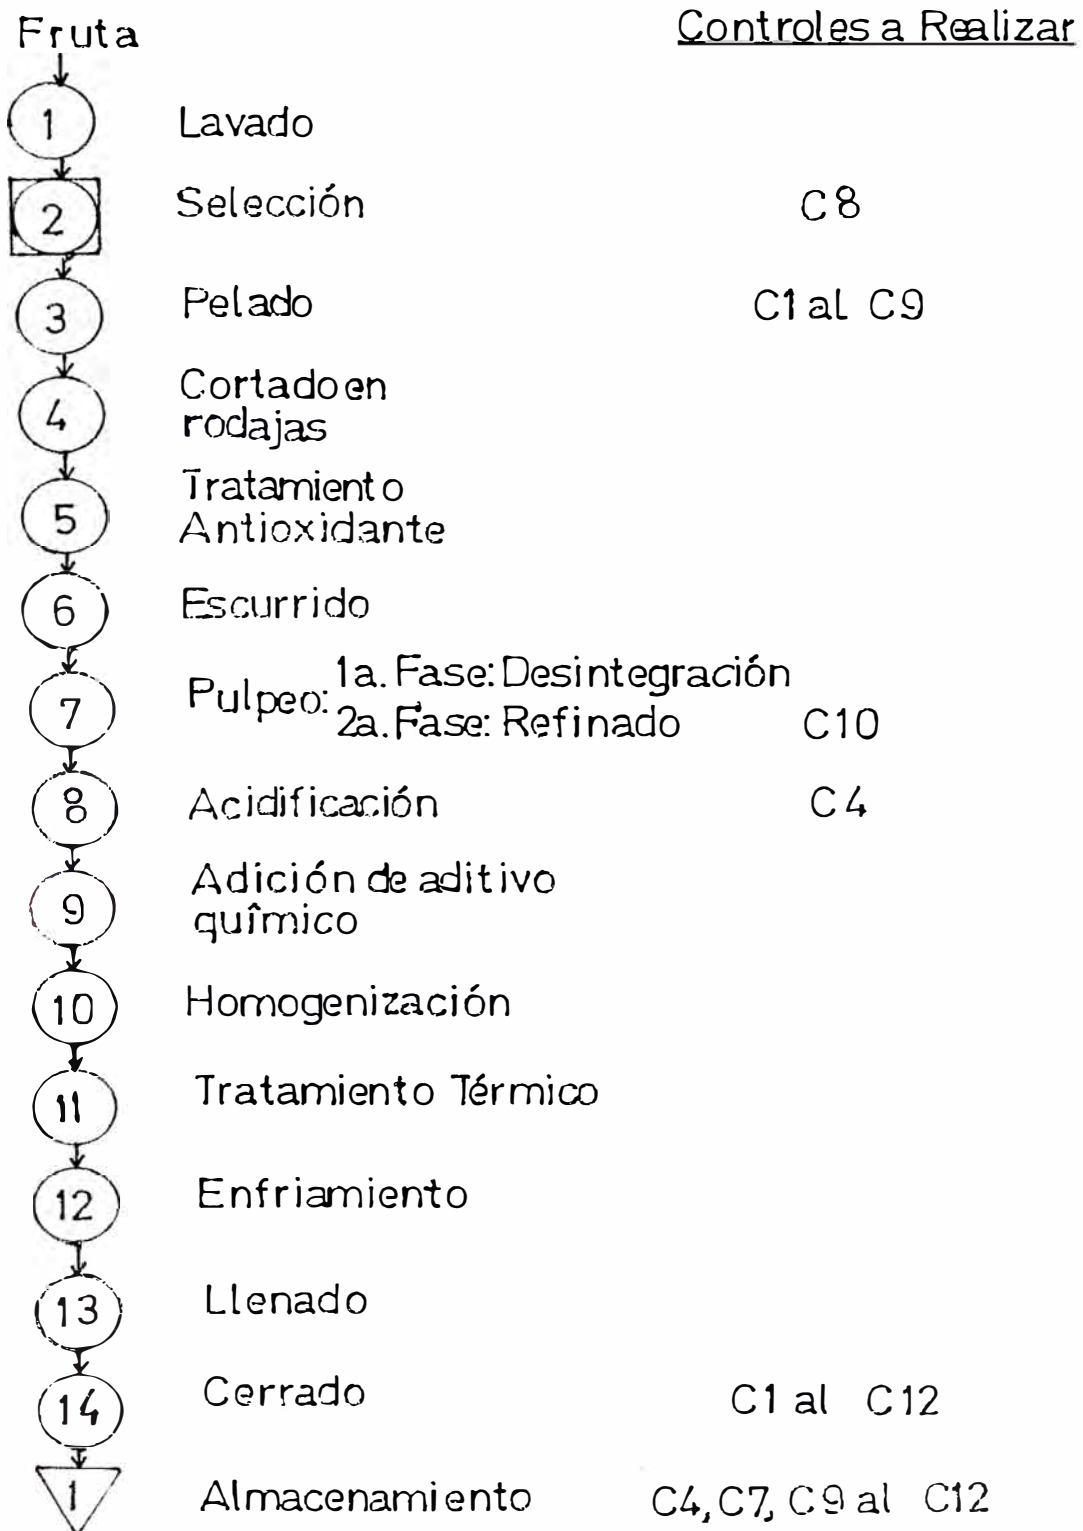 Fruta
Controles a Realizar
1 Lavado
2 Selección C8
3 Pelado C1 al C9
4 Cortado en
rodajas
5 Tratamiento
Antioxidante
6 Escurrido
7 Pulpeo: 1a. Fase: Desintegración
2a. Fase: Refinado C10
8 Acidificación C4
9 Adición de aditivo
quîmico
10 Homogenización
11 Tratamiento Térmico
12 Enfriamiento
13 Llenado
14 Cerrado C1 al C12
1 Almacenamiento C4, C7, C9 al C12